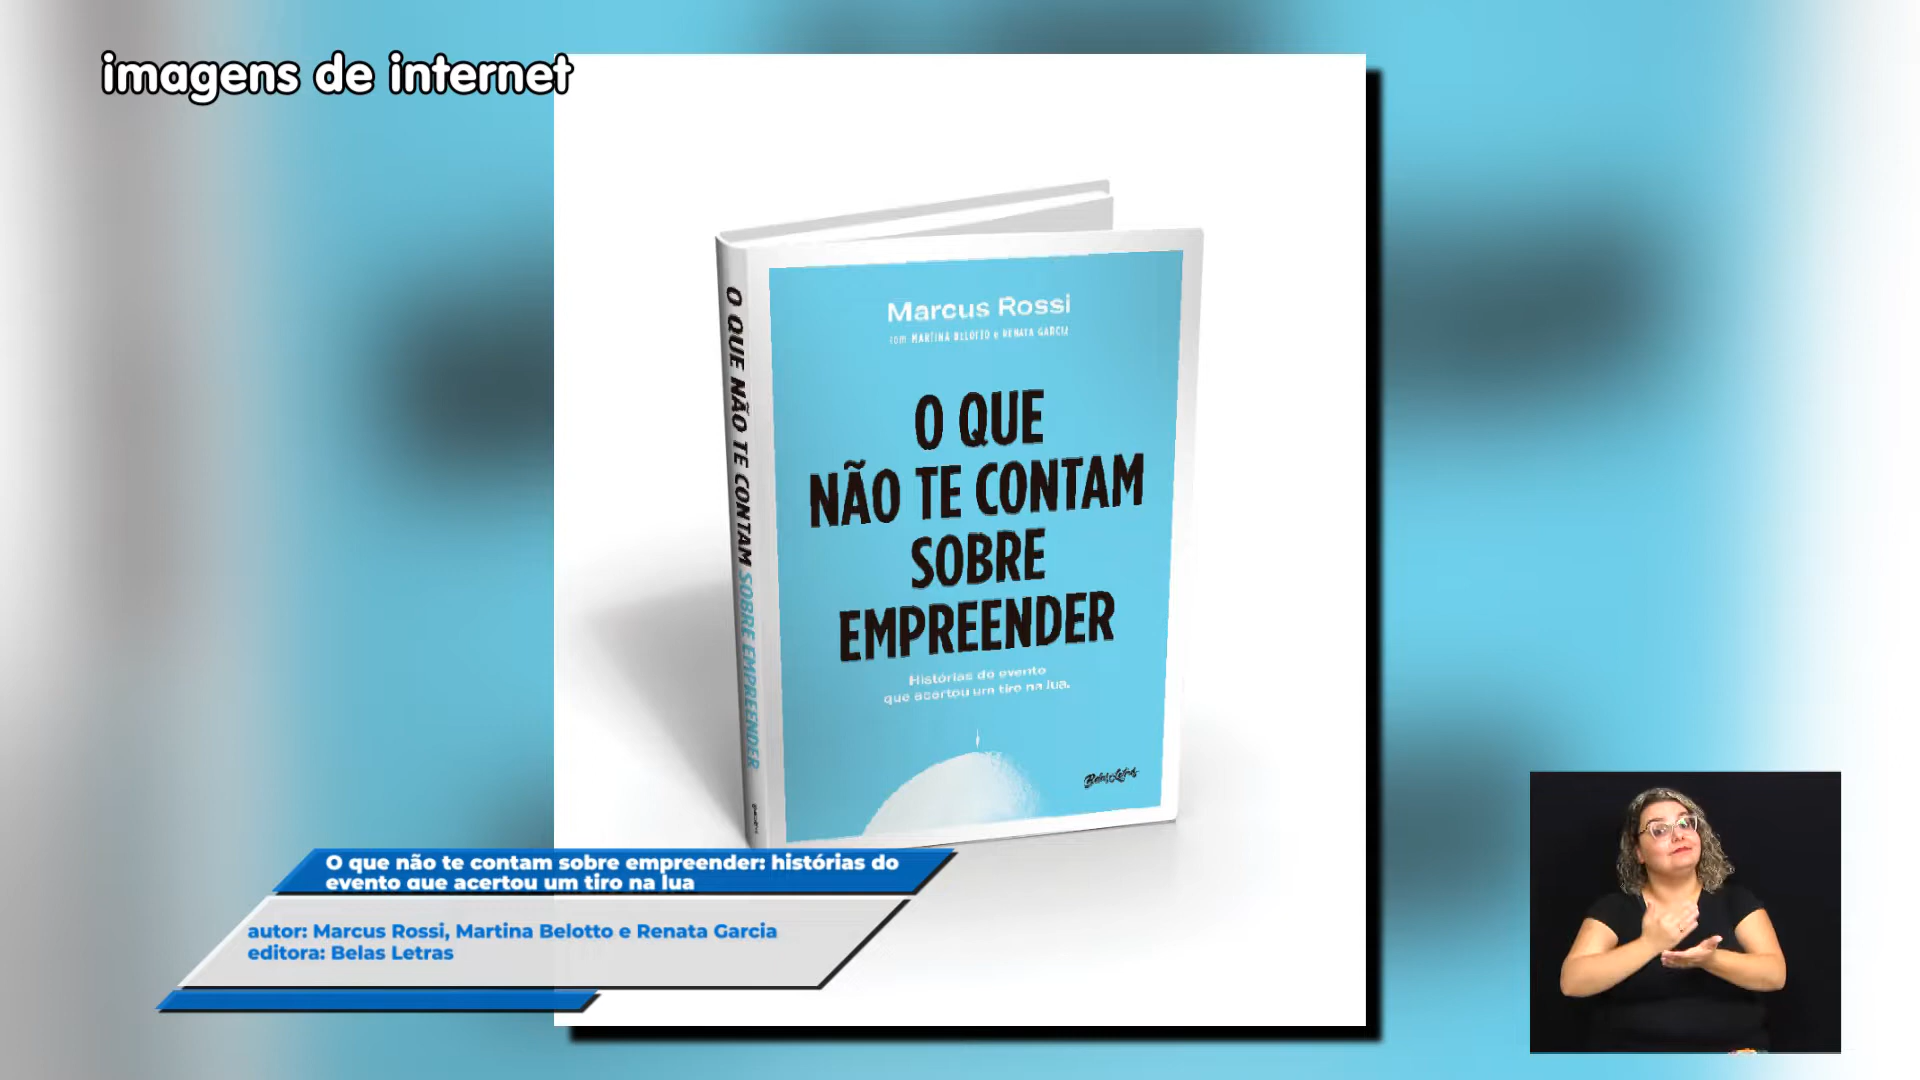 imagens de internet
O QUE NÃO TE CONTAM SOBRE EMPREENDER
Marcus Rossi
com MARTINA BELOTTO e RENATA GARCIA
O QUE
NÃO TE CONTAM
SOBRE
EMPREENDER
Histórias do evento
que acertou um tiro na lua.
Belas Letras
O que não te contam sobre empreender: histórias do
evento que acertou um tiro na lua
autor: Marcus Rossi, Martina Belotto e Renata Garcia
editora: Belas Letras